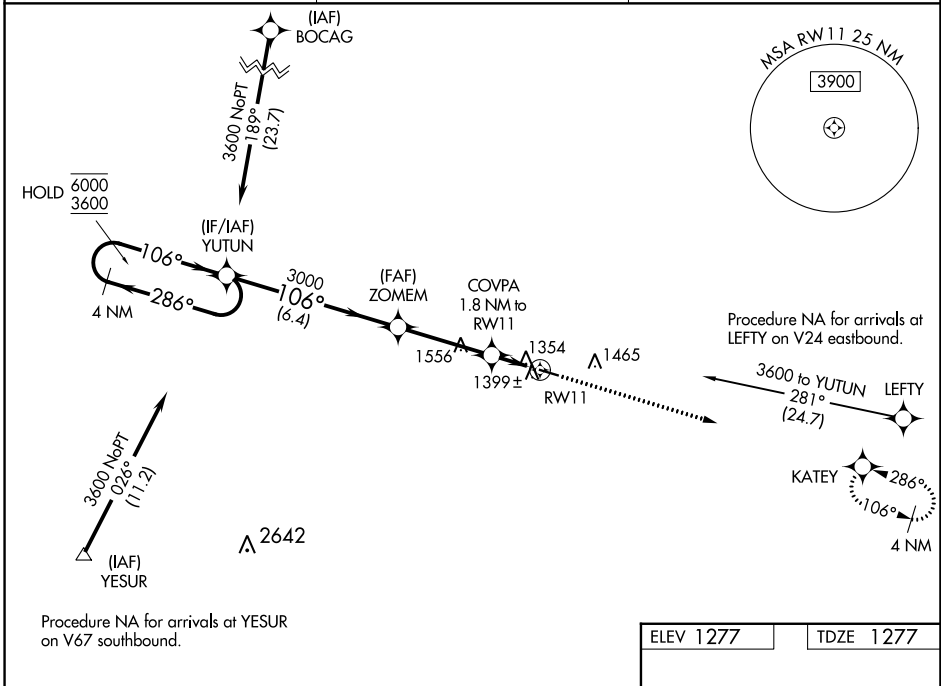 (IAF)
BOCAG
MSA RW11 25 NM
3900
3600 NoPT
189°
(23.7)
HOLD 6000
3600
(IF/IAF)
YUTUN
106°
286°
4 NM
3000
106°
(6.4)
(FAF)
ZOMEM
COVPA
1.8 NM to
RW11
1556
1354
1465
1399±
RW11
Procedure NA for arrivals at
LEFTY on V24 eastbound.
3600 to YUTUN
281°
(24.7)
LEFTY
KATEY
286°
106°
4 NM
3600 NoPT
026°
(11.2)
2642
(IAF)
YESUR
Procedure NA for arrivals at YESUR
on V67 southbound.
ELEV 1277
TDZE 1277